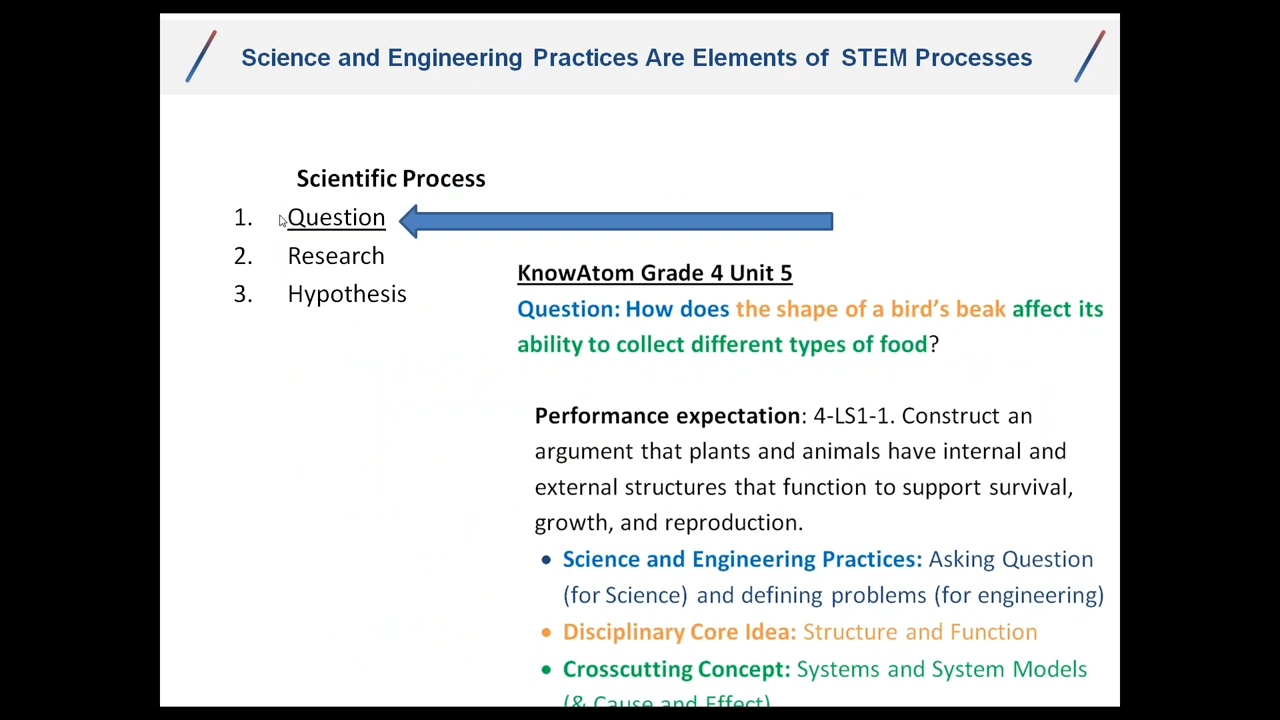 Science and Engineering Practices Are Elements of STEM Processes
Scientific Process
1. Question
2. Research
3. Hypothesis
KnowAtom Grade 4 Unit 5
Question: How does the shape of a bird's beak affect its
ability to collect different types of food?
Performance expectation: 4-LS1-1. Construct an
argument that plants and animals have internal and
external structures that function to support survival,
growth, and reproduction.
• Science and Engineering Practices: Asking Question
(for Science) and defining problems (for engineering)
• Disciplinary Core Idea: Structure and Function
• Crosscutting Concept: Systems and System Models
(& Cause and Effect)